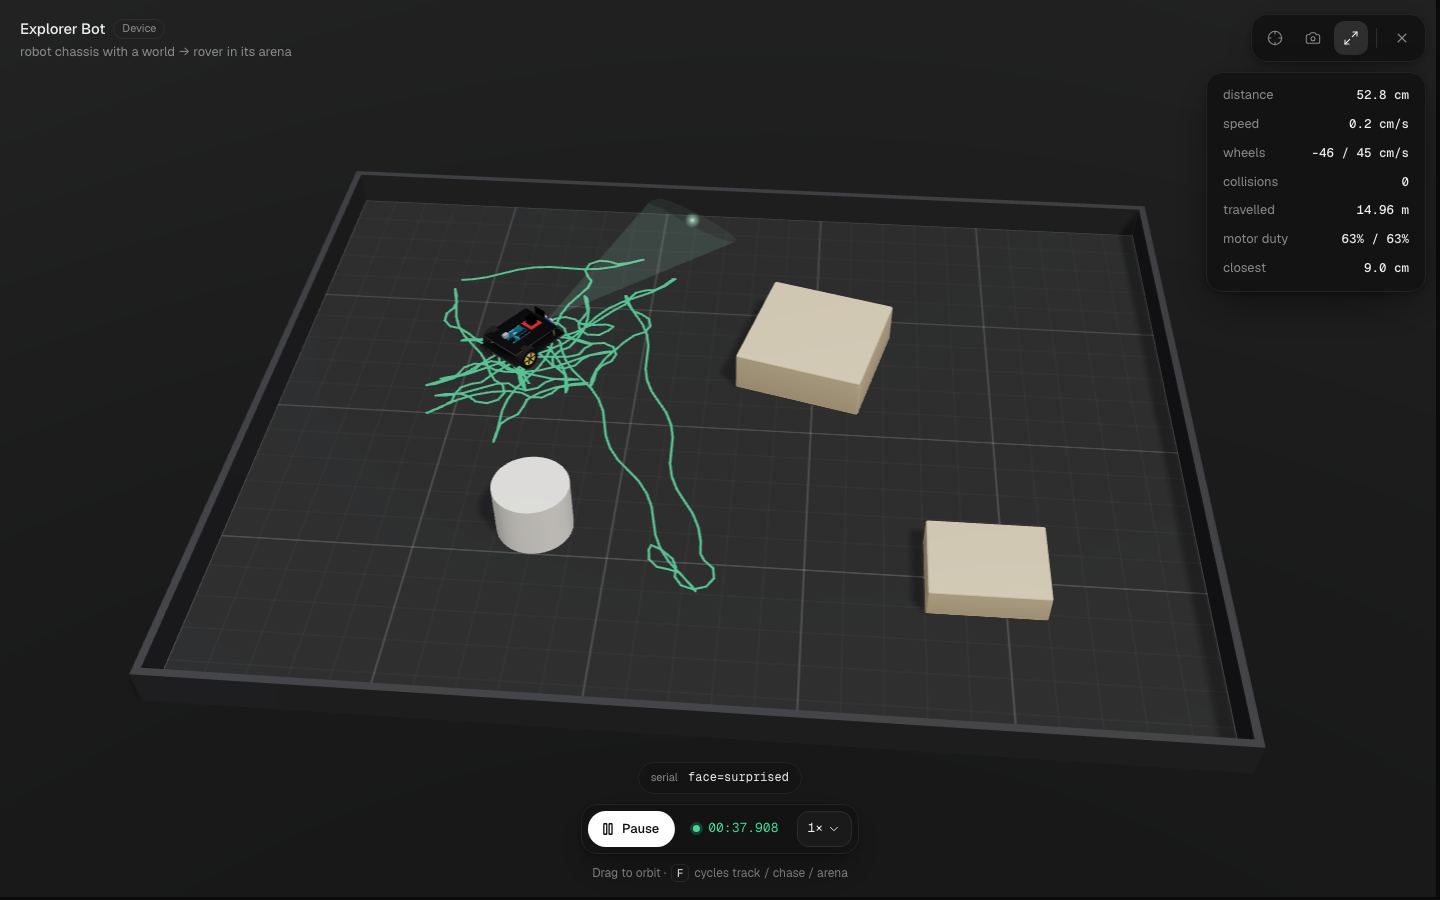 Explorer Bot Device
robot chassis with a world → rover in its arena
distance 52.8 cm
speed 0.2 cm/s
wheels -46 / 45 cm/s
collisions 0
travelled 14.96 m
motor duty 63% / 63%
closest 9.0 cm
serial face=surprised
Pause 00:37.908 1×
Drag to orbit · F cycles track / chase / arena